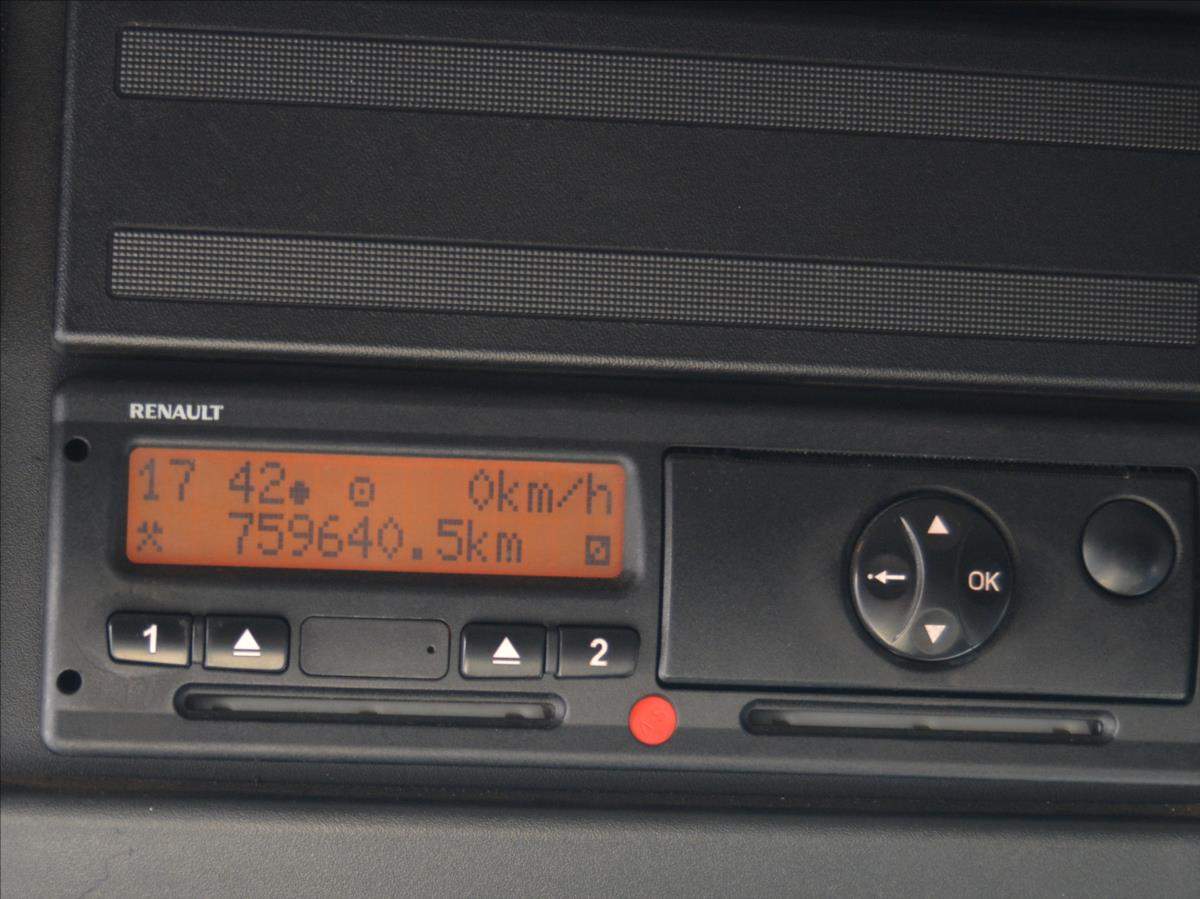 RENAULT
17 42 0km/h
759640.5km
1
2
OK